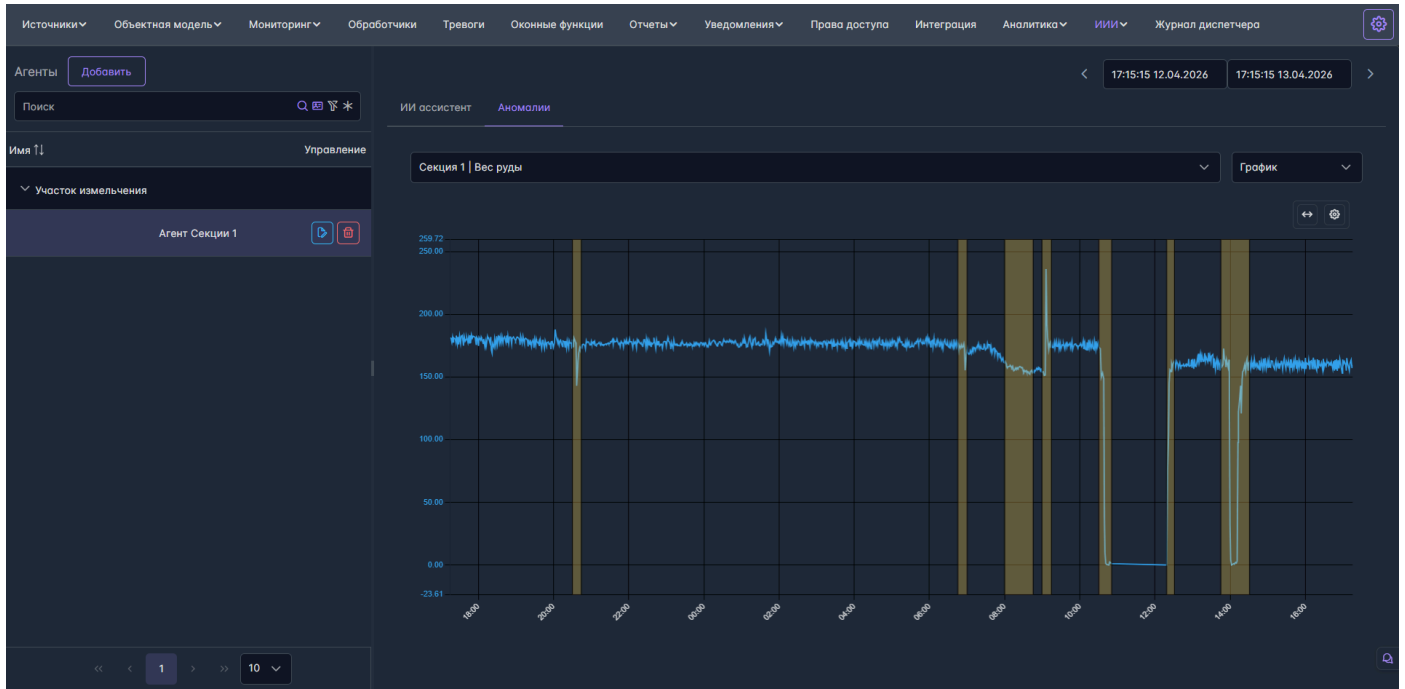 Источники Объектная модель Мониторинг Обработчики Тревоги Оконные функции Отчеты Уведомления Права доступа Интеграция Аналитика ИИИ Журнал диспетчера
Агенты Добавить
17:15:15 12.04.2026 17:15:15 13.04.2026
Поиск
ИИ ассистент Аномалии
Имя Управление
Секция 1 | Вес руды График
Участок измельчения
Агент Секции 1
259.72
250.00
200.00
150.00
100.00
50.00
0.00
-23.61
18:00 20:00 22:00 00:00 02:00 04:00 06:00 08:00 10:00 12:00 14:00 16:00
« ‹ 1 › » 10